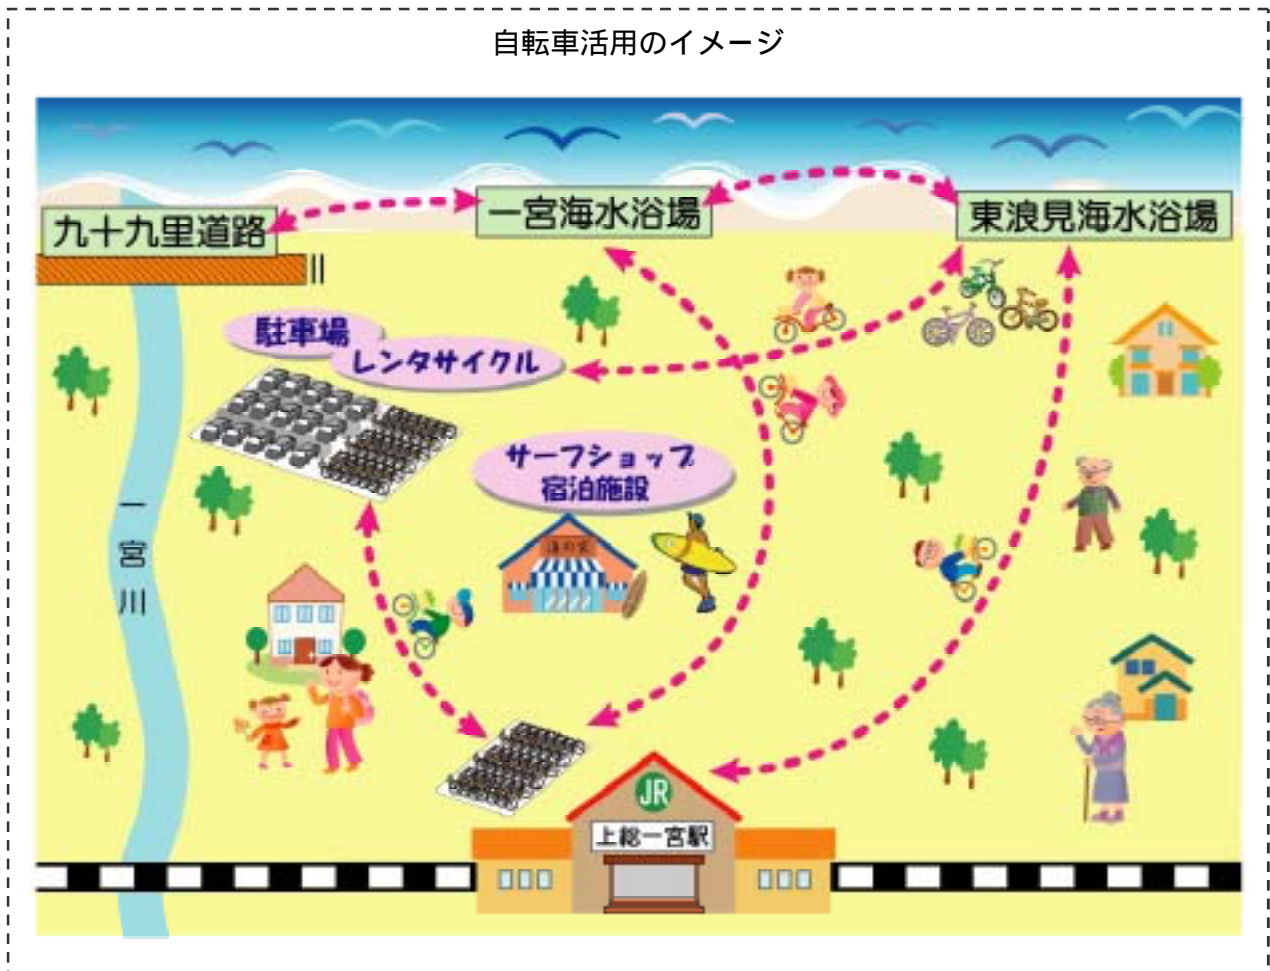 自転車活用のイメージ
九十九里道路
一宮海水浴場
東浪見海水浴場
駐車場
レンタサイクル
サーフショップ
宿泊施設
海の家
一宮川
JR
上総一宮駅